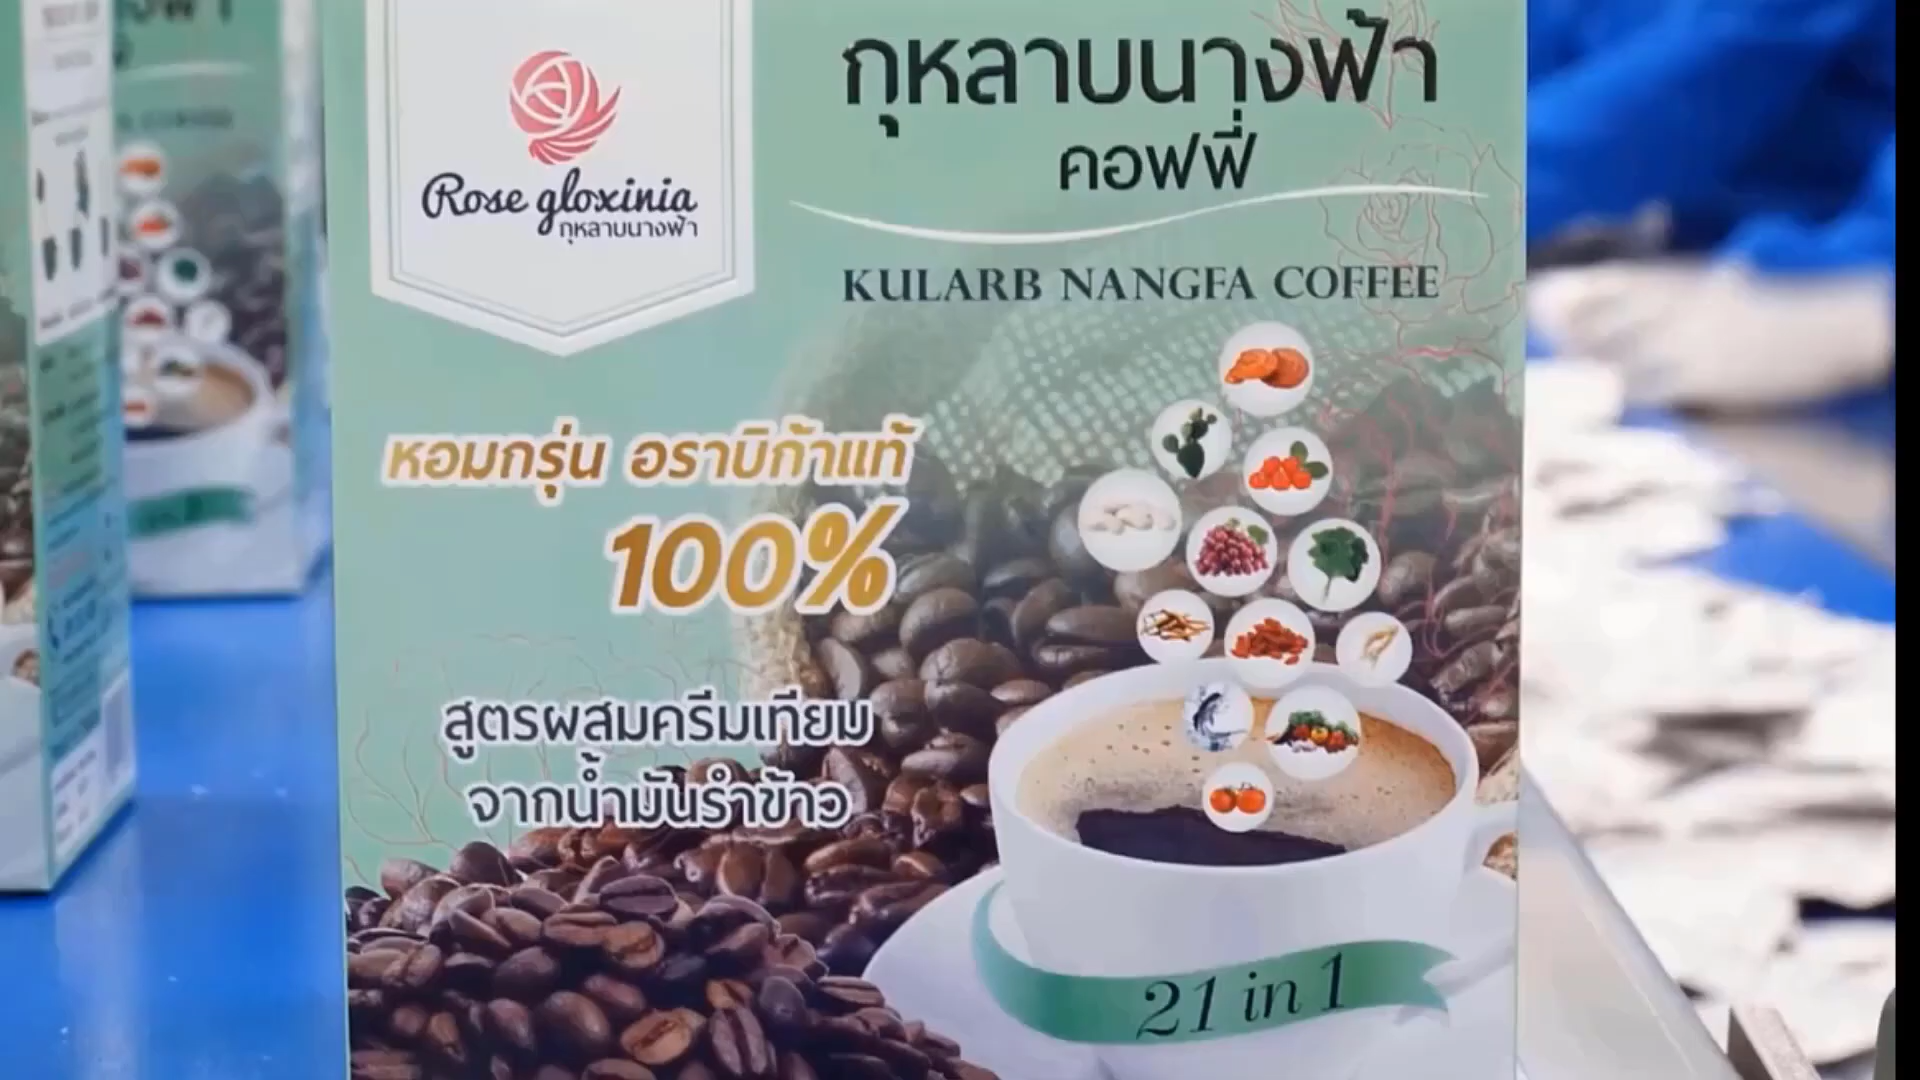 กุหลาบนางฟ้า
คอฟฟี่
Rose gloxinia
กุหลาบนางฟ้า
KULARB NANGFA COFFEE
หอมกรุ่น อราบิก้าแท้
100%
สูตรผสมครีมเทียม
จากน้ำมันรำข้าว
21 in 1